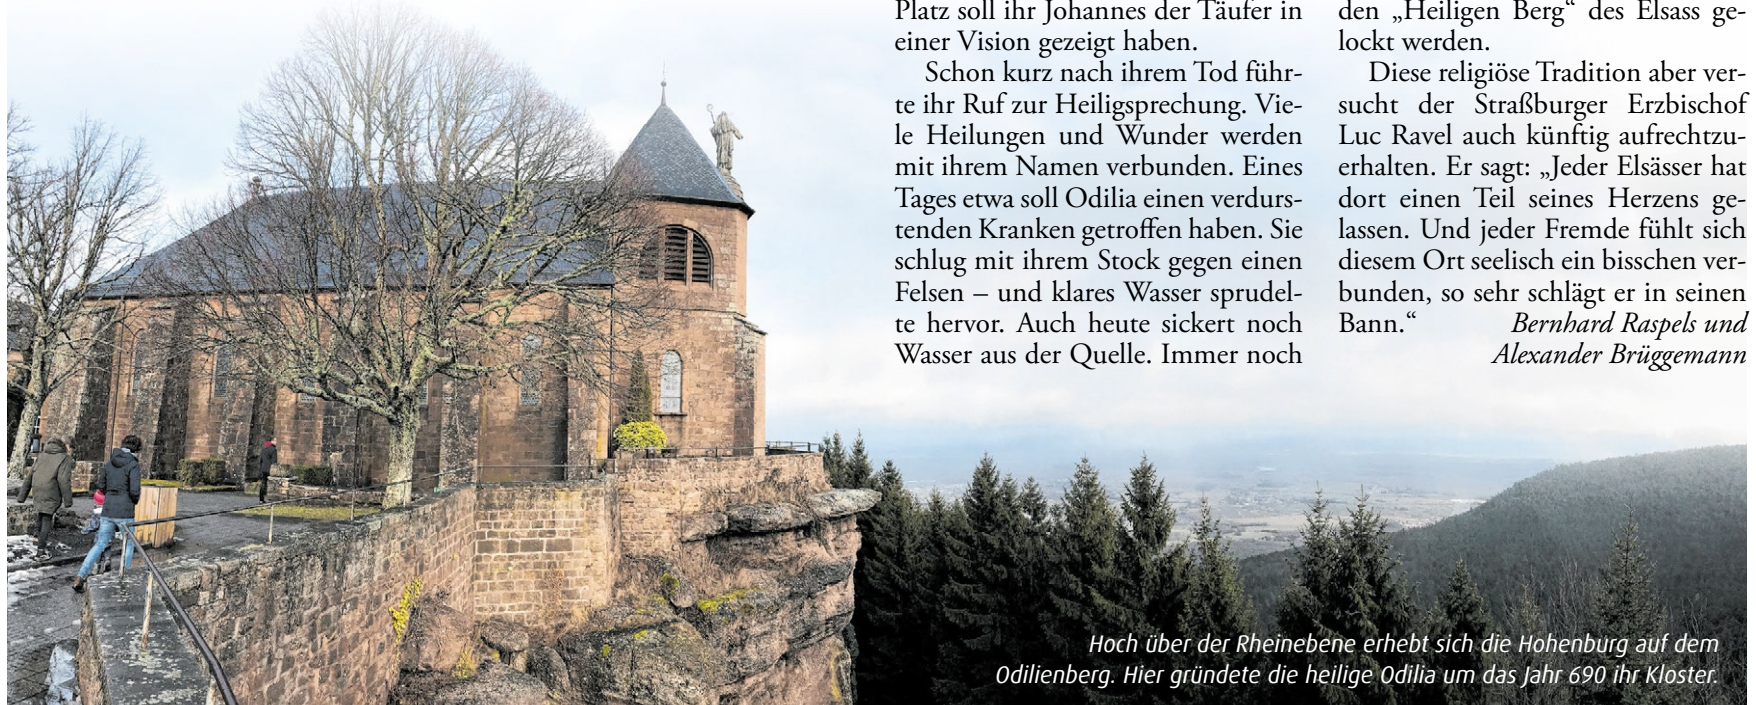 Platz soll ihr Johannes der Täufer in
einer Vision gezeigt haben.
Schon kurz nach ihrem Tod führ-
te ihr Ruf zur Heiligsprechung. Vie-
le Heilungen und Wunder werden
mit ihrem Namen verbunden. Eines
Tages etwa soll Odilia einen verdurs-
tenden Kranken getroffen haben. Sie
schlug mit ihrem Stock gegen einen
Felsen – und klares Wasser sprudel-
te hervor. Auch heute sickert noch
Wasser aus der Quelle. Immer noch
den „Heiligen Berg“ des Elsass ge-
lockt werden.
Diese religiöse Tradition aber ver-
sucht der Straßburger Erzbischof
Luc Ravel auch künftig aufrechtzu-
erhalten. Er sagt: „Jeder Elsässer hat
dort einen Teil seines Herzens ge-
lassen. Und jeder Fremde fühlt sich
diesem Ort seelisch ein bisschen ver-
bunden, so sehr schlägt er in seinen
Bann.“ Bernhard Raspels und
Alexander Brüggemann
Hoch über der Rheinebene erhebt sich die Hohenburg auf dem
Odilienberg. Hier gründete die heilige Odilia um das Jahr 690 ihr Kloster.